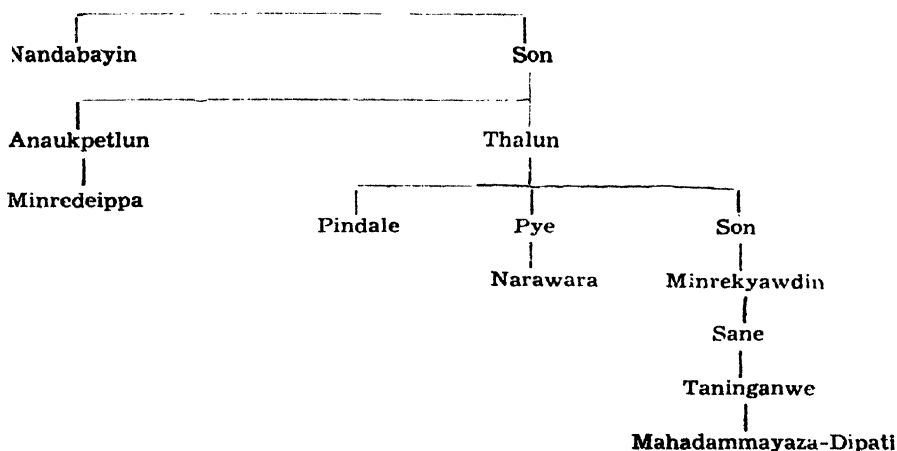 Nandabayin Son
Anaukpetlun Thalun
Minredeippa
Pindale Pye Son
Narawara Minrekyawdin
Sane
Taninganwe
Mahadammayaza-Dipati